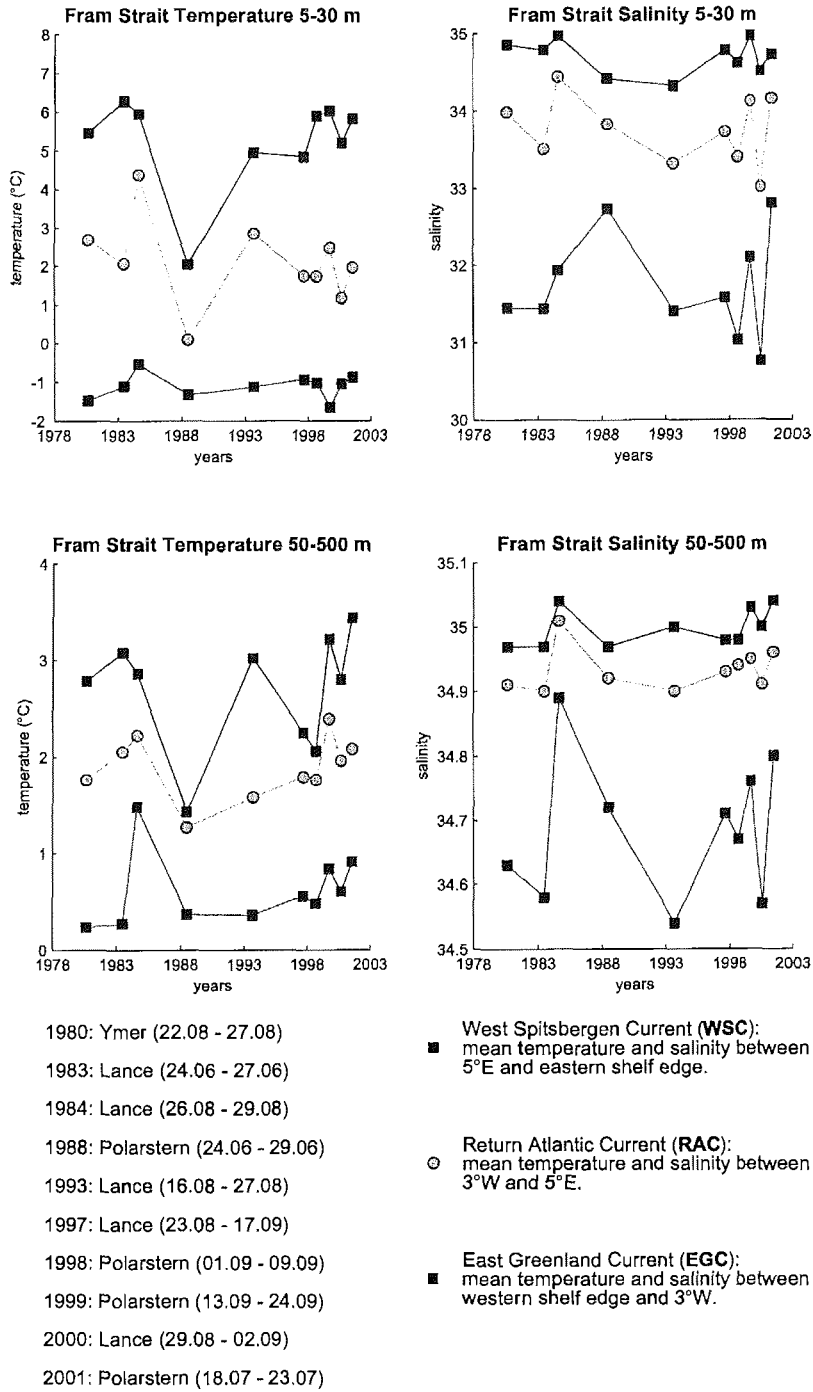 Fram Strait Temperature 5-30 m
8
7
6
5
4
3
2
1
0
-1
-2
temperature (°C)
1978 1983 1988 1993 1998 2003
years
Fram Strait Salinity 5-30 m
35
34
33
32
31
30
salinity
1978 1983 1988 1993 1998 2003
years
Fram Strait Temperature 50-500 m
4
3
2
1
0
temperature (°C)
1978 1983 1988 1993 1998 2003
years
Fram Strait Salinity 50-500 m
35.1
35
34.9
34.8
34.7
34.6
34.5
salinity
1978 1983 1988 1993 1998 2003
years
1980: Ymer (22.08 - 27.08)
1983: Lance (24.06 - 27.06)
1984: Lance (26.08 - 29.08)
1988: Polarstern (24.06 - 29.06)
1993: Lance (16.08 - 27.08)
1997: Lance (23.08 - 17.09)
1998: Polarstern (01.09 - 09.09)
1999: Polarstern (13.09 - 24.09)
2000: Lance (29.08 - 02.09)
2001: Polarstern (18.07 - 23.07)
West Spitsbergen Current (WSC):
mean temperature and salinity between
5°E and eastern shelf edge.
Return Atlantic Current (RAC):
mean temperature and salinity between
3°W and 5°E.
East Greenland Current (EGC):
mean temperature and salinity between
western shelf edge and 3°W.